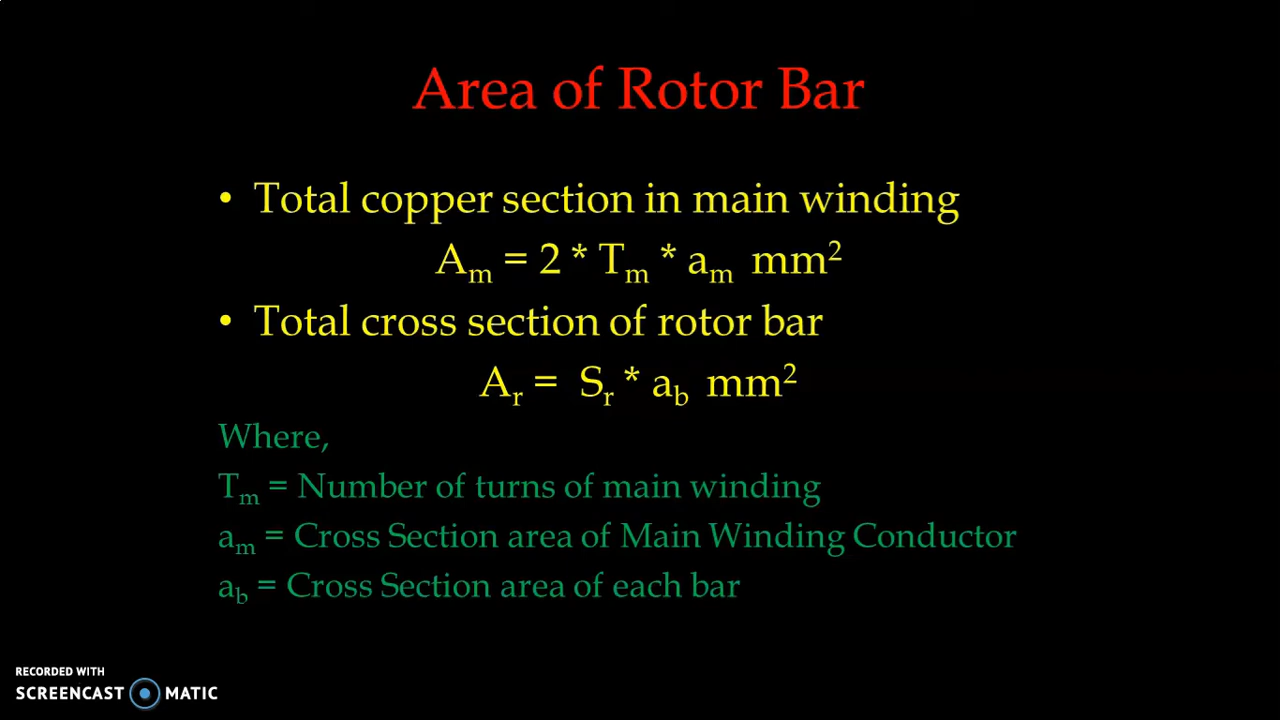 Area of Rotor Bar
• Total copper section in main winding
Aₘ = 2 * Tₘ * aₘ mm²
• Total cross section of rotor bar
Aᵣ = Sᵣ * a_b mm²
Where,
Tₘ = Number of turns of main winding
aₘ = Cross Section area of Main Winding Conductor
a_b = Cross Section area of each bar
RECORDED WITH
SCREENCAST MATIC